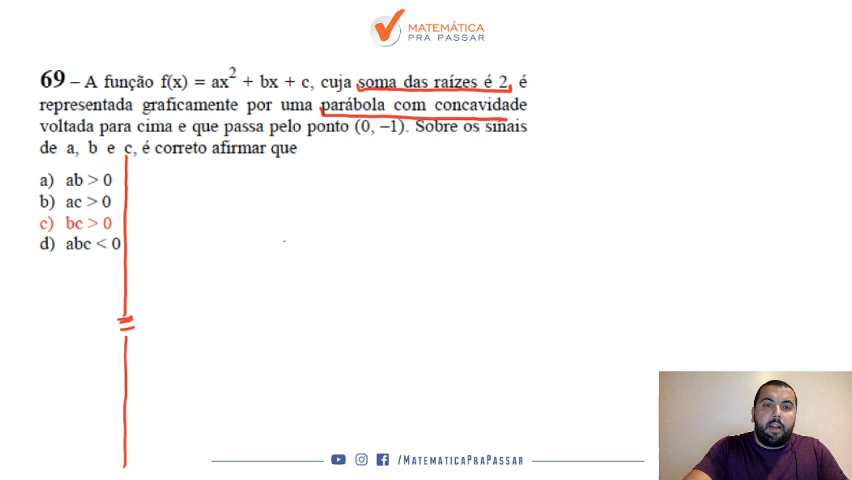 MATEMÁTICA
PRA PASSAR
69 – A função f(x) = ax² + bx + c, cuja soma das raízes é 2, é
representada graficamente por uma parábola com concavidade
voltada para cima e que passa pelo ponto (0, –1). Sobre os sinais
de a, b e c, é correto afirmar que
a) ab > 0
b) ac > 0
c) bc > 0
d) abc < 0
/MATEMATICAPRAPASSAR